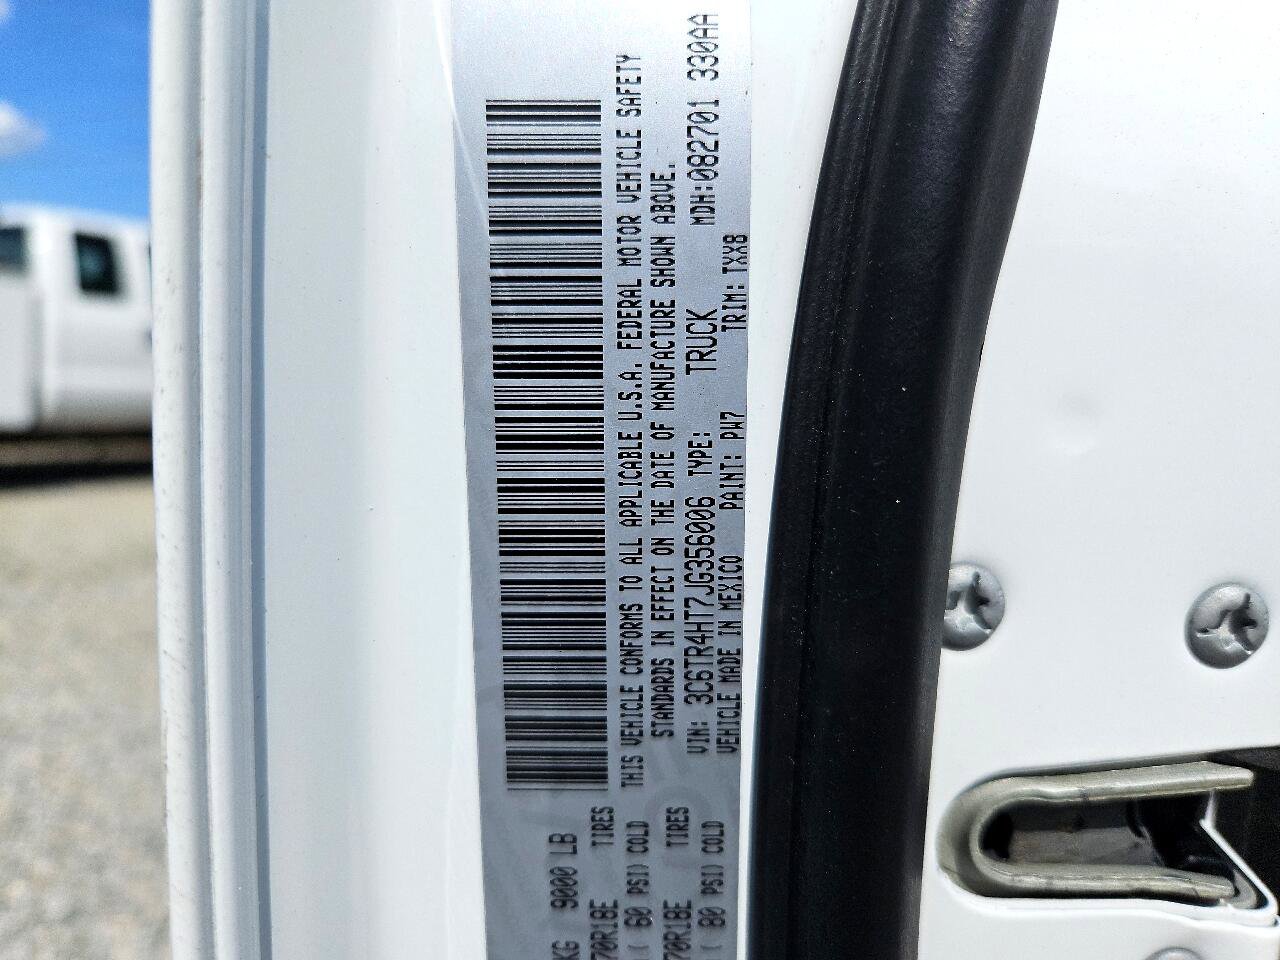 KG 9000 LB
70R18E TIRES
( 60 PSI) COLD
70R18E TIRES
( 80 PSI) COLD
THIS VEHICLE CONFORMS TO ALL APPLICABLE U.S.A. FEDERAL MOTOR VEHICLE SAFETY
STANDARDS IN EFFECT ON THE DATE OF MANUFACTURE SHOWN ABOVE.
VIN: 3C6TR4HT7JG356006 TYPE: TRUCK MDH:082701 330AA
VEHICLE MADE IN MEXICO PAINT: PW7 TRIM: TXX8